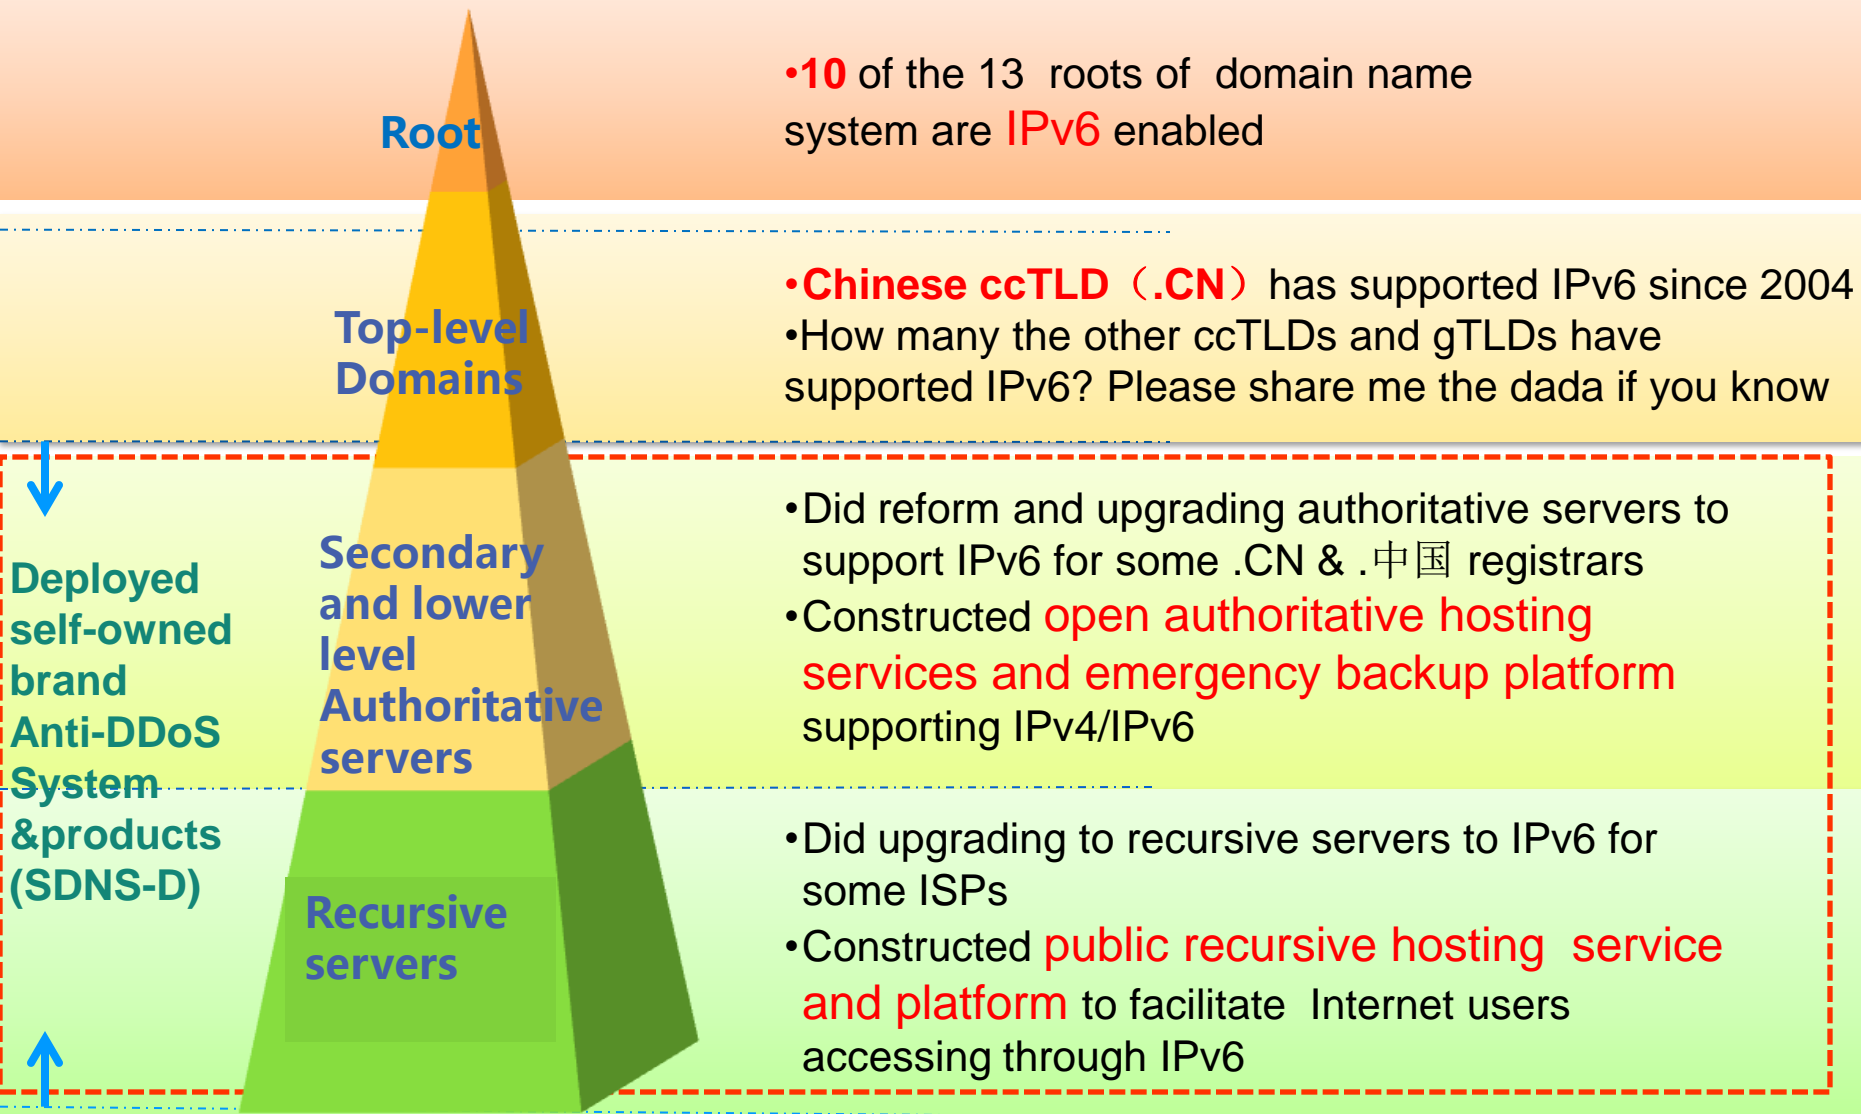 Root
•10 of the 13 roots of domain name
system are IPv6 enabled
Top-level
Domains
•Chinese ccTLD（.CN）has supported IPv6 since 2004
•How many the other ccTLDs and gTLDs have
supported IPv6? Please share me the dada if you know
Deployed
self-owned
brand
Anti-DDoS
System
&products
(SDNS-D)
Secondary
and lower
level
Authoritative
servers
•Did reform and upgrading authoritative servers to
support IPv6 for some .CN & .中国 registrars
•Constructed open authoritative hosting
services and emergency backup platform
supporting IPv4/IPv6
Recursive
servers
•Did upgrading to recursive servers to IPv6 for
some ISPs
•Constructed public recursive hosting service
and platform to facilitate Internet users
accessing through IPv6